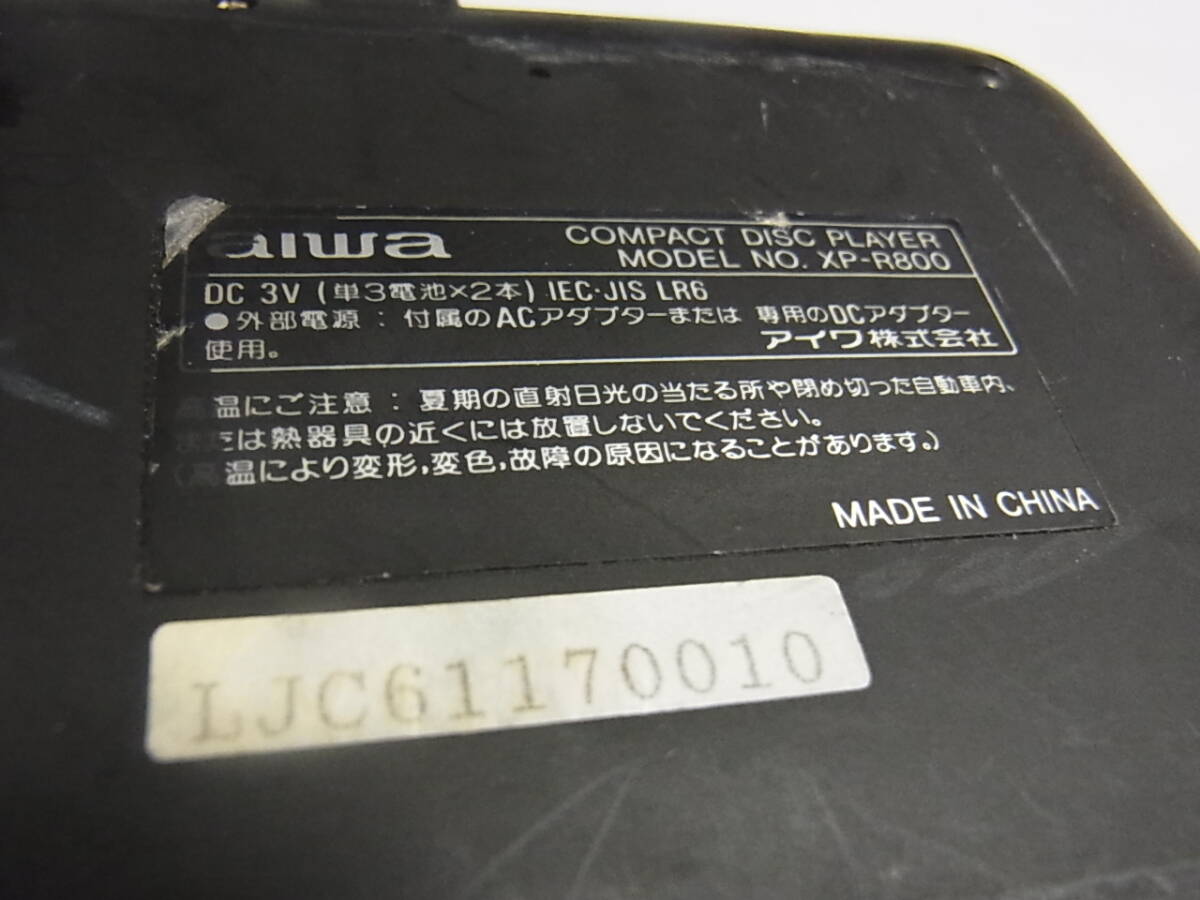 aiwa
COMPACT DISC PLAYER
MODEL NO. XP-R800
DC 3V (単3電池×2本) IEC·JIS LR6
●外部電源：付属のACアダプターまたは 専用のDCアダプター
使用。
アイワ株式会社
高温にご注意：夏期の直射日光の当たる所や閉め切った自動車内、
または熱器具の近くには放置しないでください。
(高温により変形,変色,故障の原因になることがあります。)
MADE IN CHINA
LJC61170010